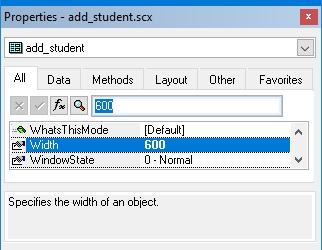 Properties - add_student.scx
add_student
All Data Methods Layout Other Favorites
fx 600
WhatsThisMode [Default]
Width 600
WindowState 0 - Normal
Specifies the width of an object.